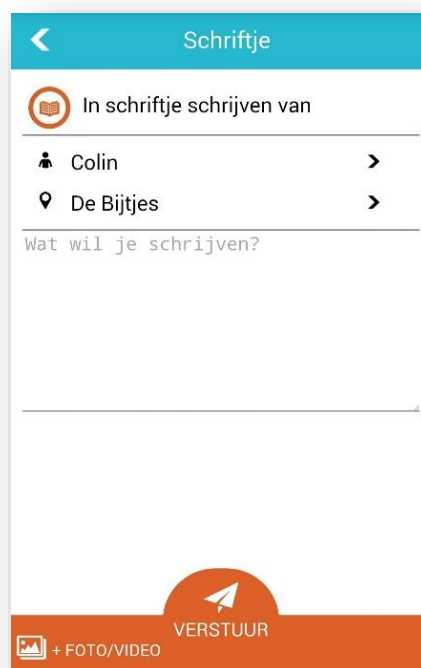 Schriftje
In schriftje schrijven van
Colin
De Bijtjes
Wat wil je schrijven?
VERSTUUR
+ FOTO/VIDEO